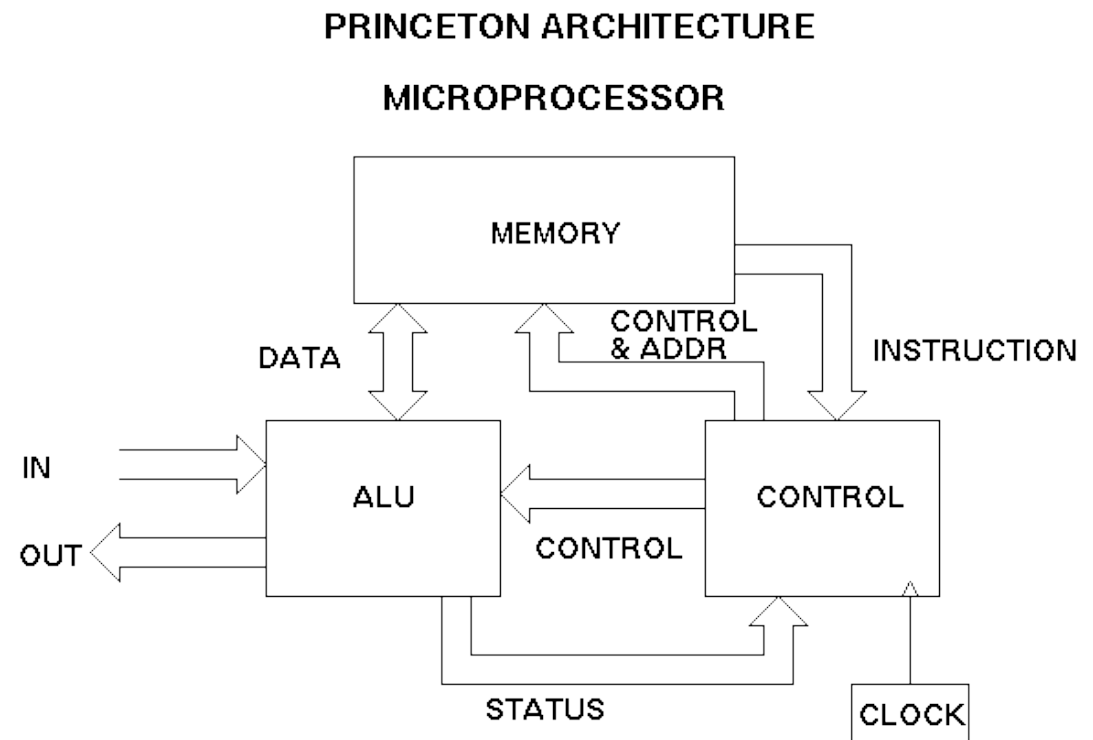 PRINCETON ARCHITECTURE
MICROPROCESSOR
MEMORY
CONTROL
& ADDR
DATA
INSTRUCTION
IN
ALU
CONTROL
OUT
CONTROL
STATUS
CLOCK